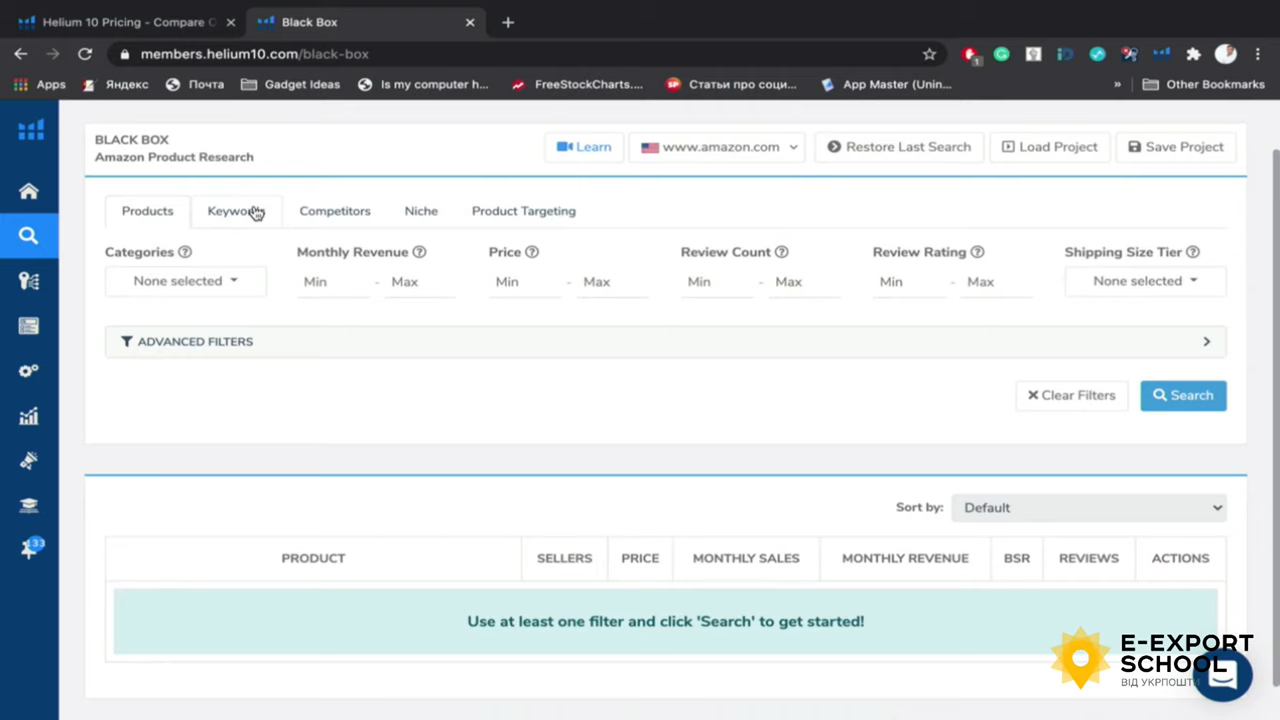 Helium 10 Pricing - Compare
Black Box
members.helium10.com/black-box
1
Apps
Яндекс
Почта
Gadget Ideas
Is my computer h...
FreeStockCharts....
Статьи про соци...
App Master (Unin...
»
Other Bookmarks
BLACK BOX
Amazon Product Research
Learn
www.amazon.com
Restore Last Search
Load Project
Save Project
Products
Keywords
Competitors
Niche
Product Targeting
Categories
Monthly Revenue
Price
Review Count
Review Rating
Shipping Size Tier
None selected
Min - Max
Min - Max
Min - Max
Min - Max
None selected
ADVANCED FILTERS
Clear Filters
Search
Sort by: Default
PRODUCT
SELLERS
PRICE
MONTHLY SALES
MONTHLY REVENUE
BSR
REVIEWS
ACTIONS
Use at least one filter and click 'Search' to get started!
133
E-EXPORT
SCHOOL
ВІД УКРПОШТИ